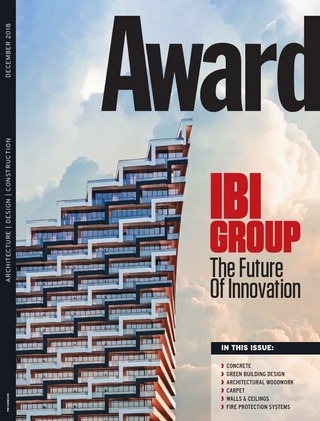 Award
DECEMBER 2018
ARCHITECTURE | DESIGN | CONSTRUCTION
IBI
GROUP
The Future
Of Innovation
IN THIS ISSUE:
› CONCRETE
› GREEN BUILDING DESIGN
› ARCHITECTURAL WOODWORK
› CARPET
› WALLS & CEILINGS
› FIRE PROTECTION SYSTEMS